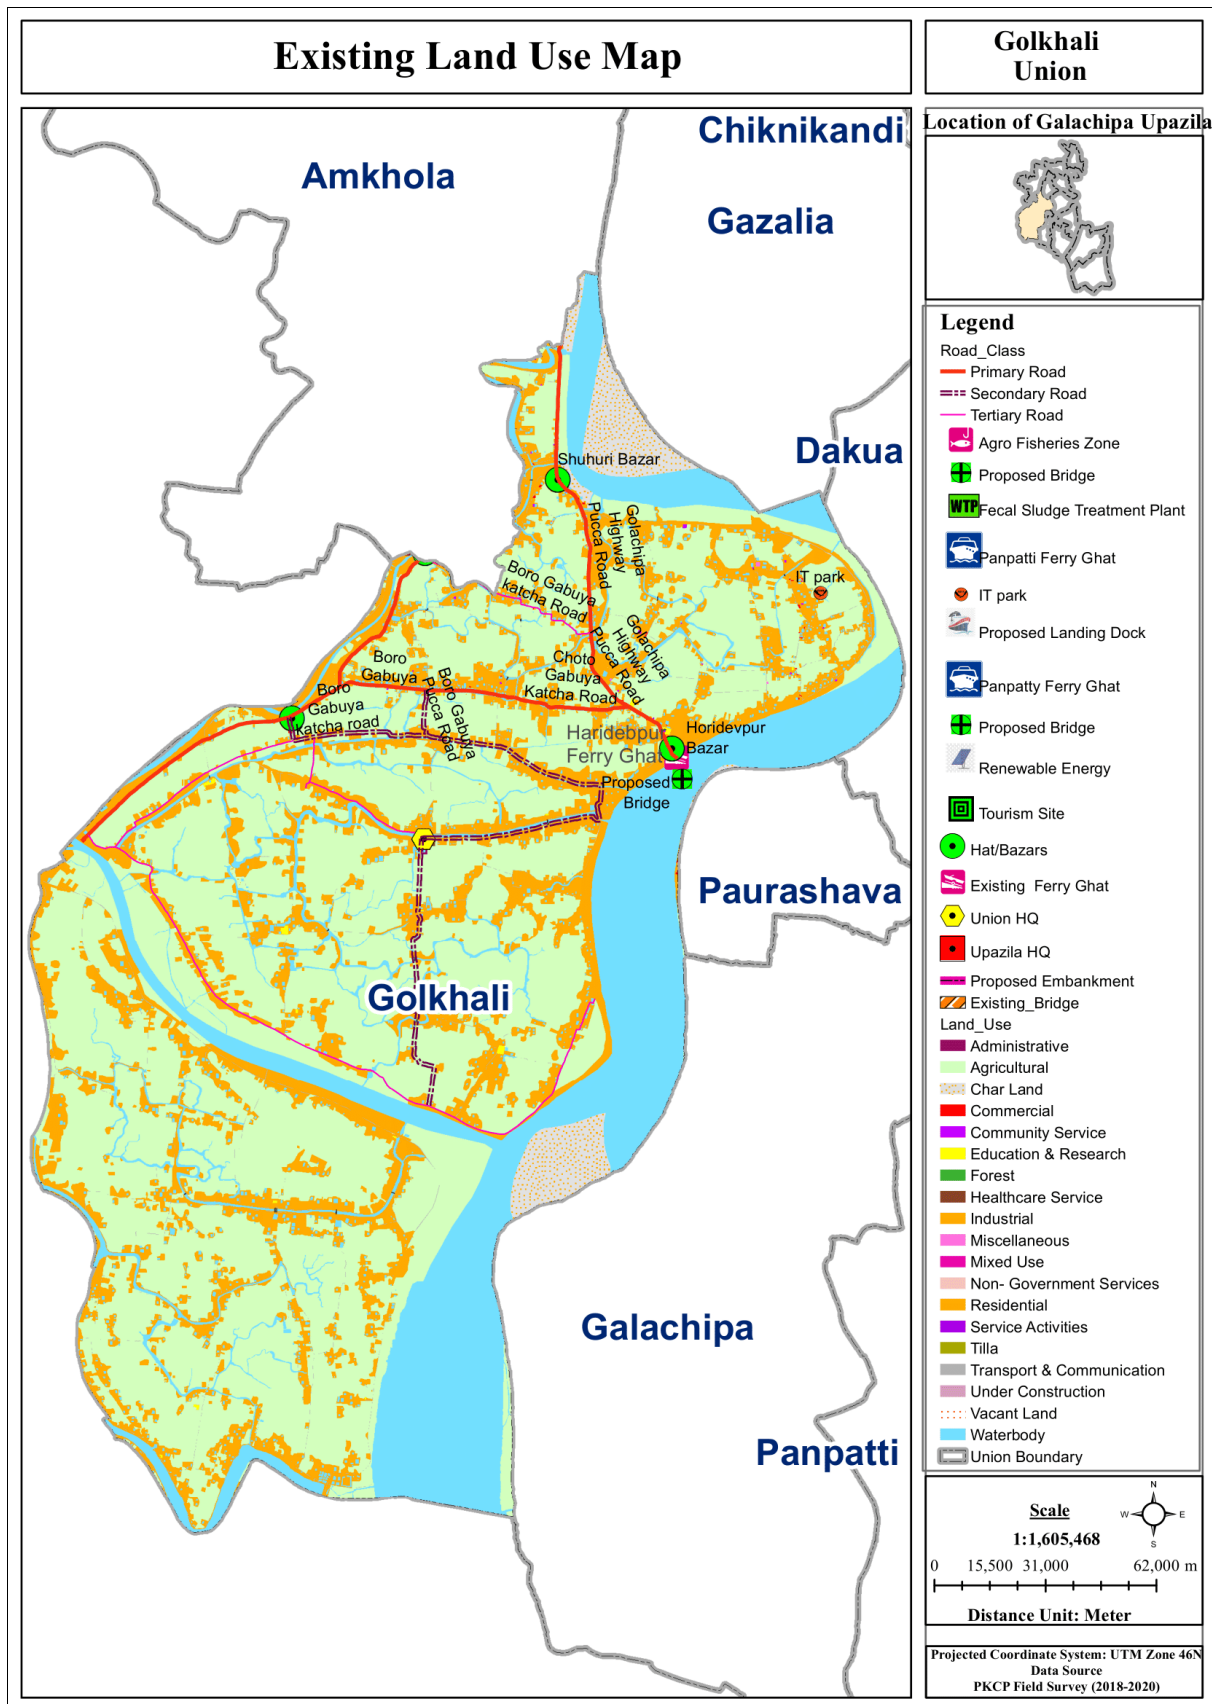 Existing Land Use Map
Golkhali
Union
Location of Galachipa Upazila
Chiknikandi
Amkhola
Gazalia
Dakua
Shuhuri Bazar
Golachipa
Highway
Pucca Road
IT park
Boro Gabuya
katcha Road
Golachipa
Highway
Pucca Road
Boro
Gabuya
Choto
Gabuya
Katcha Road
Boro Gabuya
Pucca Road
Boro
Gabuya
katcha road
Haridebpur
Ferry Ghat
Horidevpur
Bazar
Proposed
Bridge
Paurashava
Golkhali
Galachipa
Panpatti
Legend
Road_Class
Primary Road
Secondary Road
Tertiary Road
Agro Fisheries Zone
Proposed Bridge
WTP
Fecal Sludge Treatment Plant
Panpatti Ferry Ghat
IT park
Proposed Landing Dock
Panpatty Ferry Ghat
Proposed Bridge
Renewable Energy
Tourism Site
Hat/Bazars
Existing  Ferry Ghat
Union HQ
Upazila HQ
Proposed Embankment
Existing_Bridge
Land_Use
Administrative
Agricultural
Char Land
Commercial
Community Service
Education & Research
Forest
Healthcare Service
Industrial
Miscellaneous
Mixed Use
Non- Government Services
Residential
Service Activities
Tilla
Transport & Communication
Under Construction
Vacant Land
Waterbody
Union Boundary
Scale
N
W E
S
1:1,605,468
0 15,500 31,000 62,000 m
Distance Unit: Meter
Projected Coordinate System: UTM Zone 46N
Data Source
PKCP Field Survey (2018-2020)